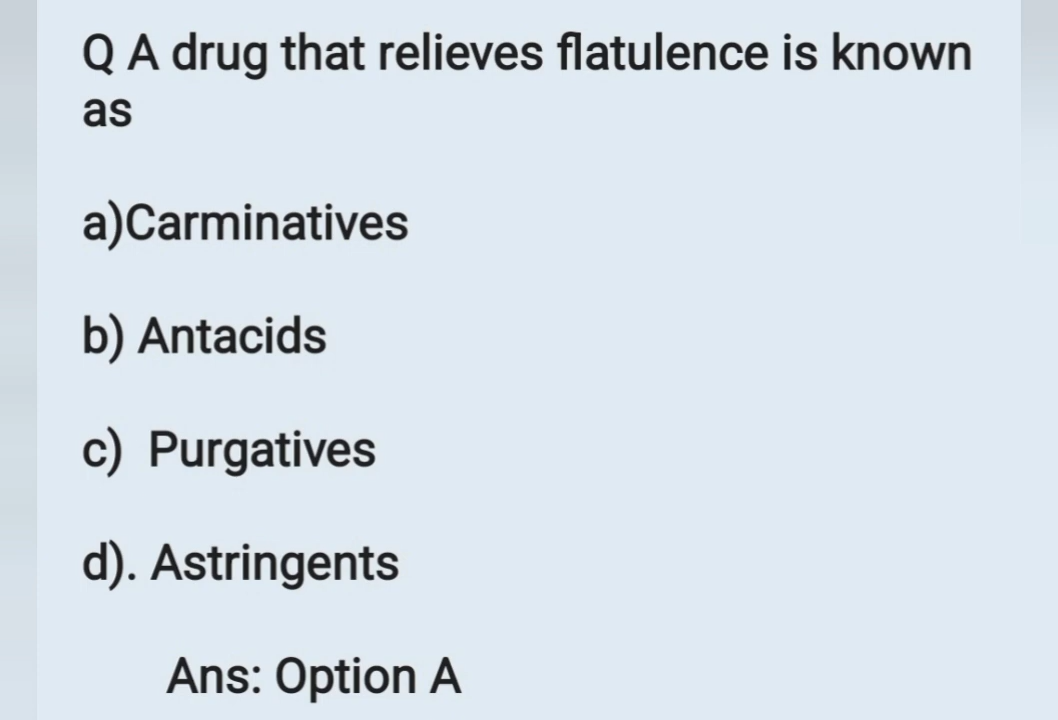 Q A drug that relieves flatulence is known
as
a)Carminatives
b) Antacids
c) Purgatives
d). Astringents
Ans: Option A